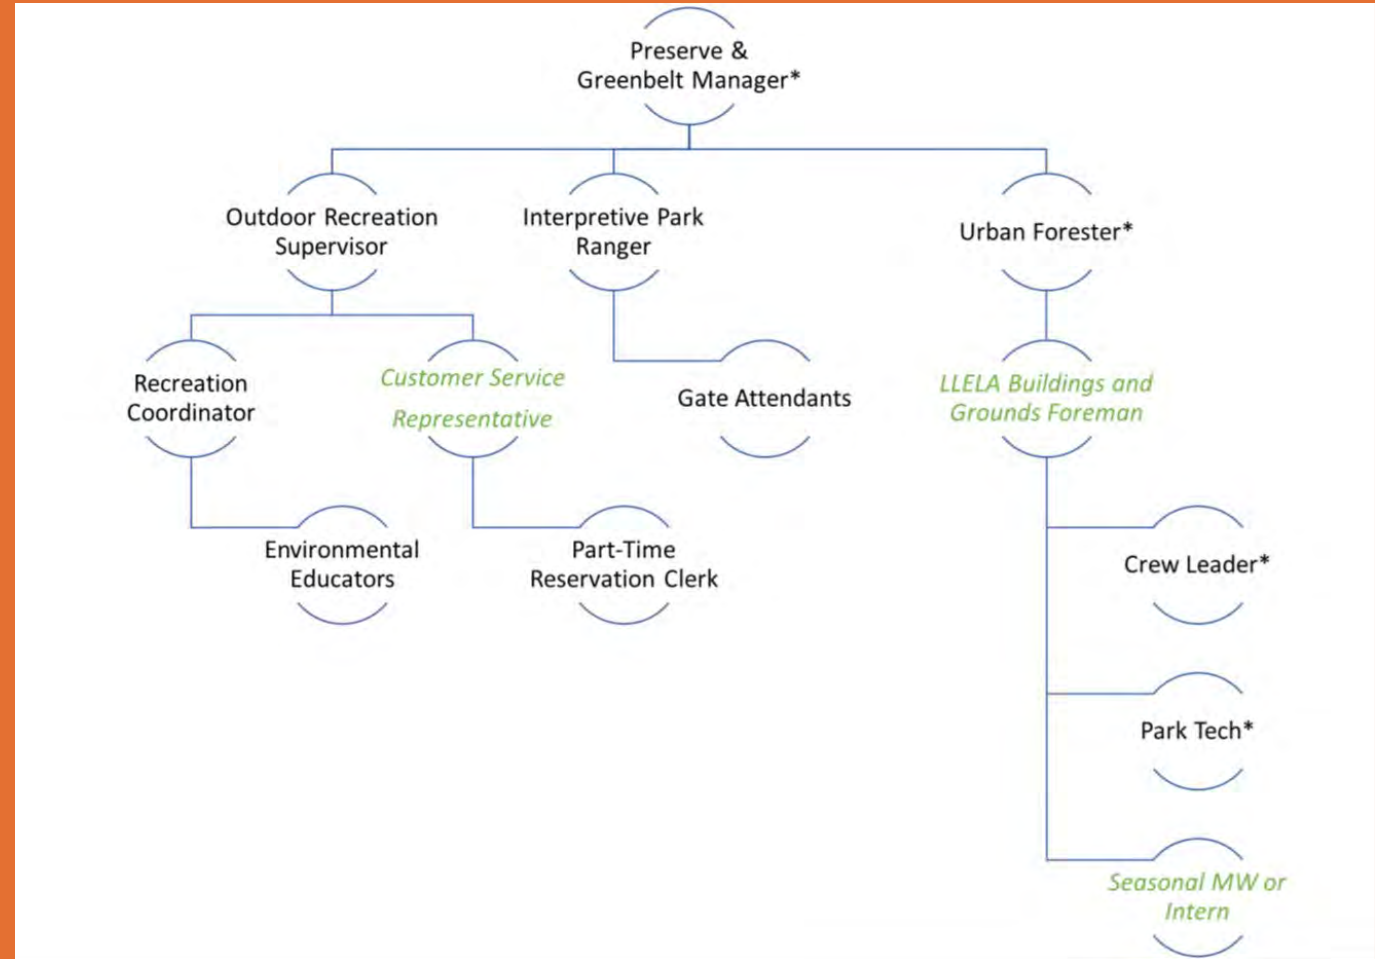 Preserve &
Greenbelt Manager*
Outdoor Recreation
Supervisor
Interpretive Park
Ranger
Urban Forester*
Recreation
Coordinator
Customer Service
Representative
Gate Attendants
LLELA Buildings and
Grounds Foreman
Environmental
Educators
Part-Time
Reservation Clerk
Crew Leader*
Park Tech*
Seasonal MW or
Intern